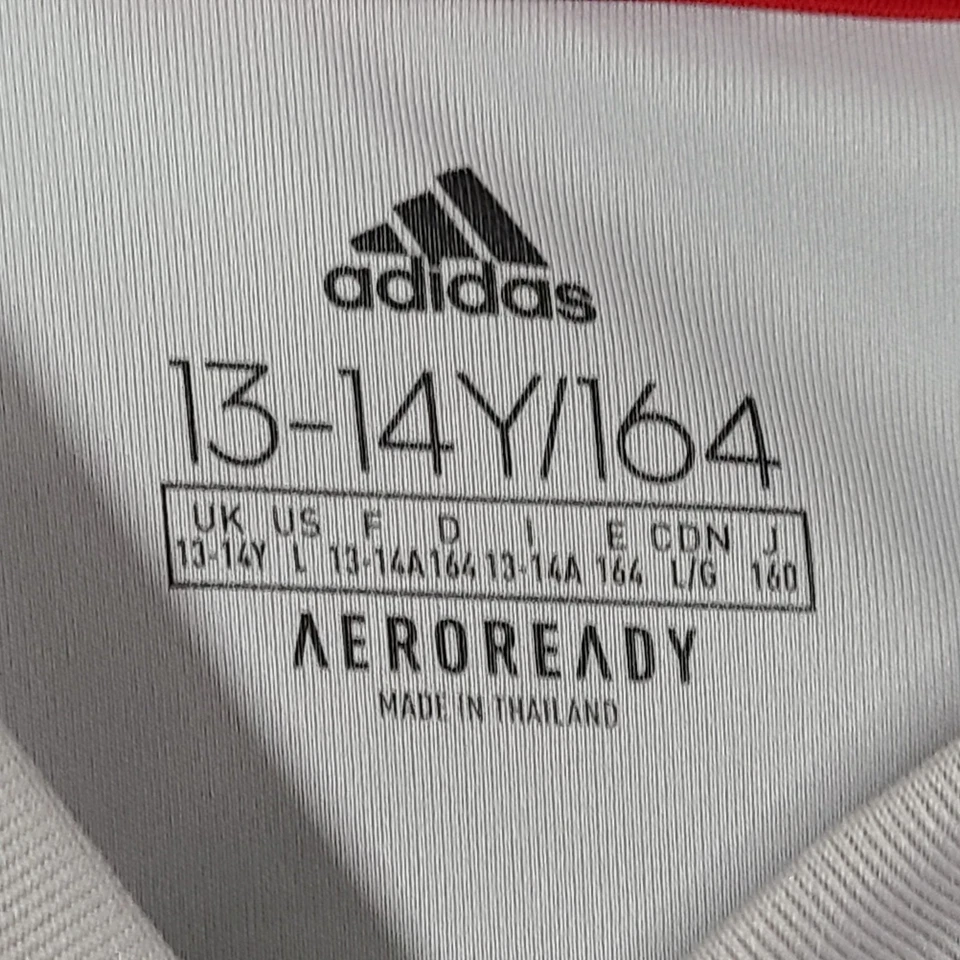 adidas
13-14Y/164
UK US F D I E CDN J
13-14Y L 13-14A 164 13-14A 164 L/G 160
AEROREADY
MADE IN THAILAND